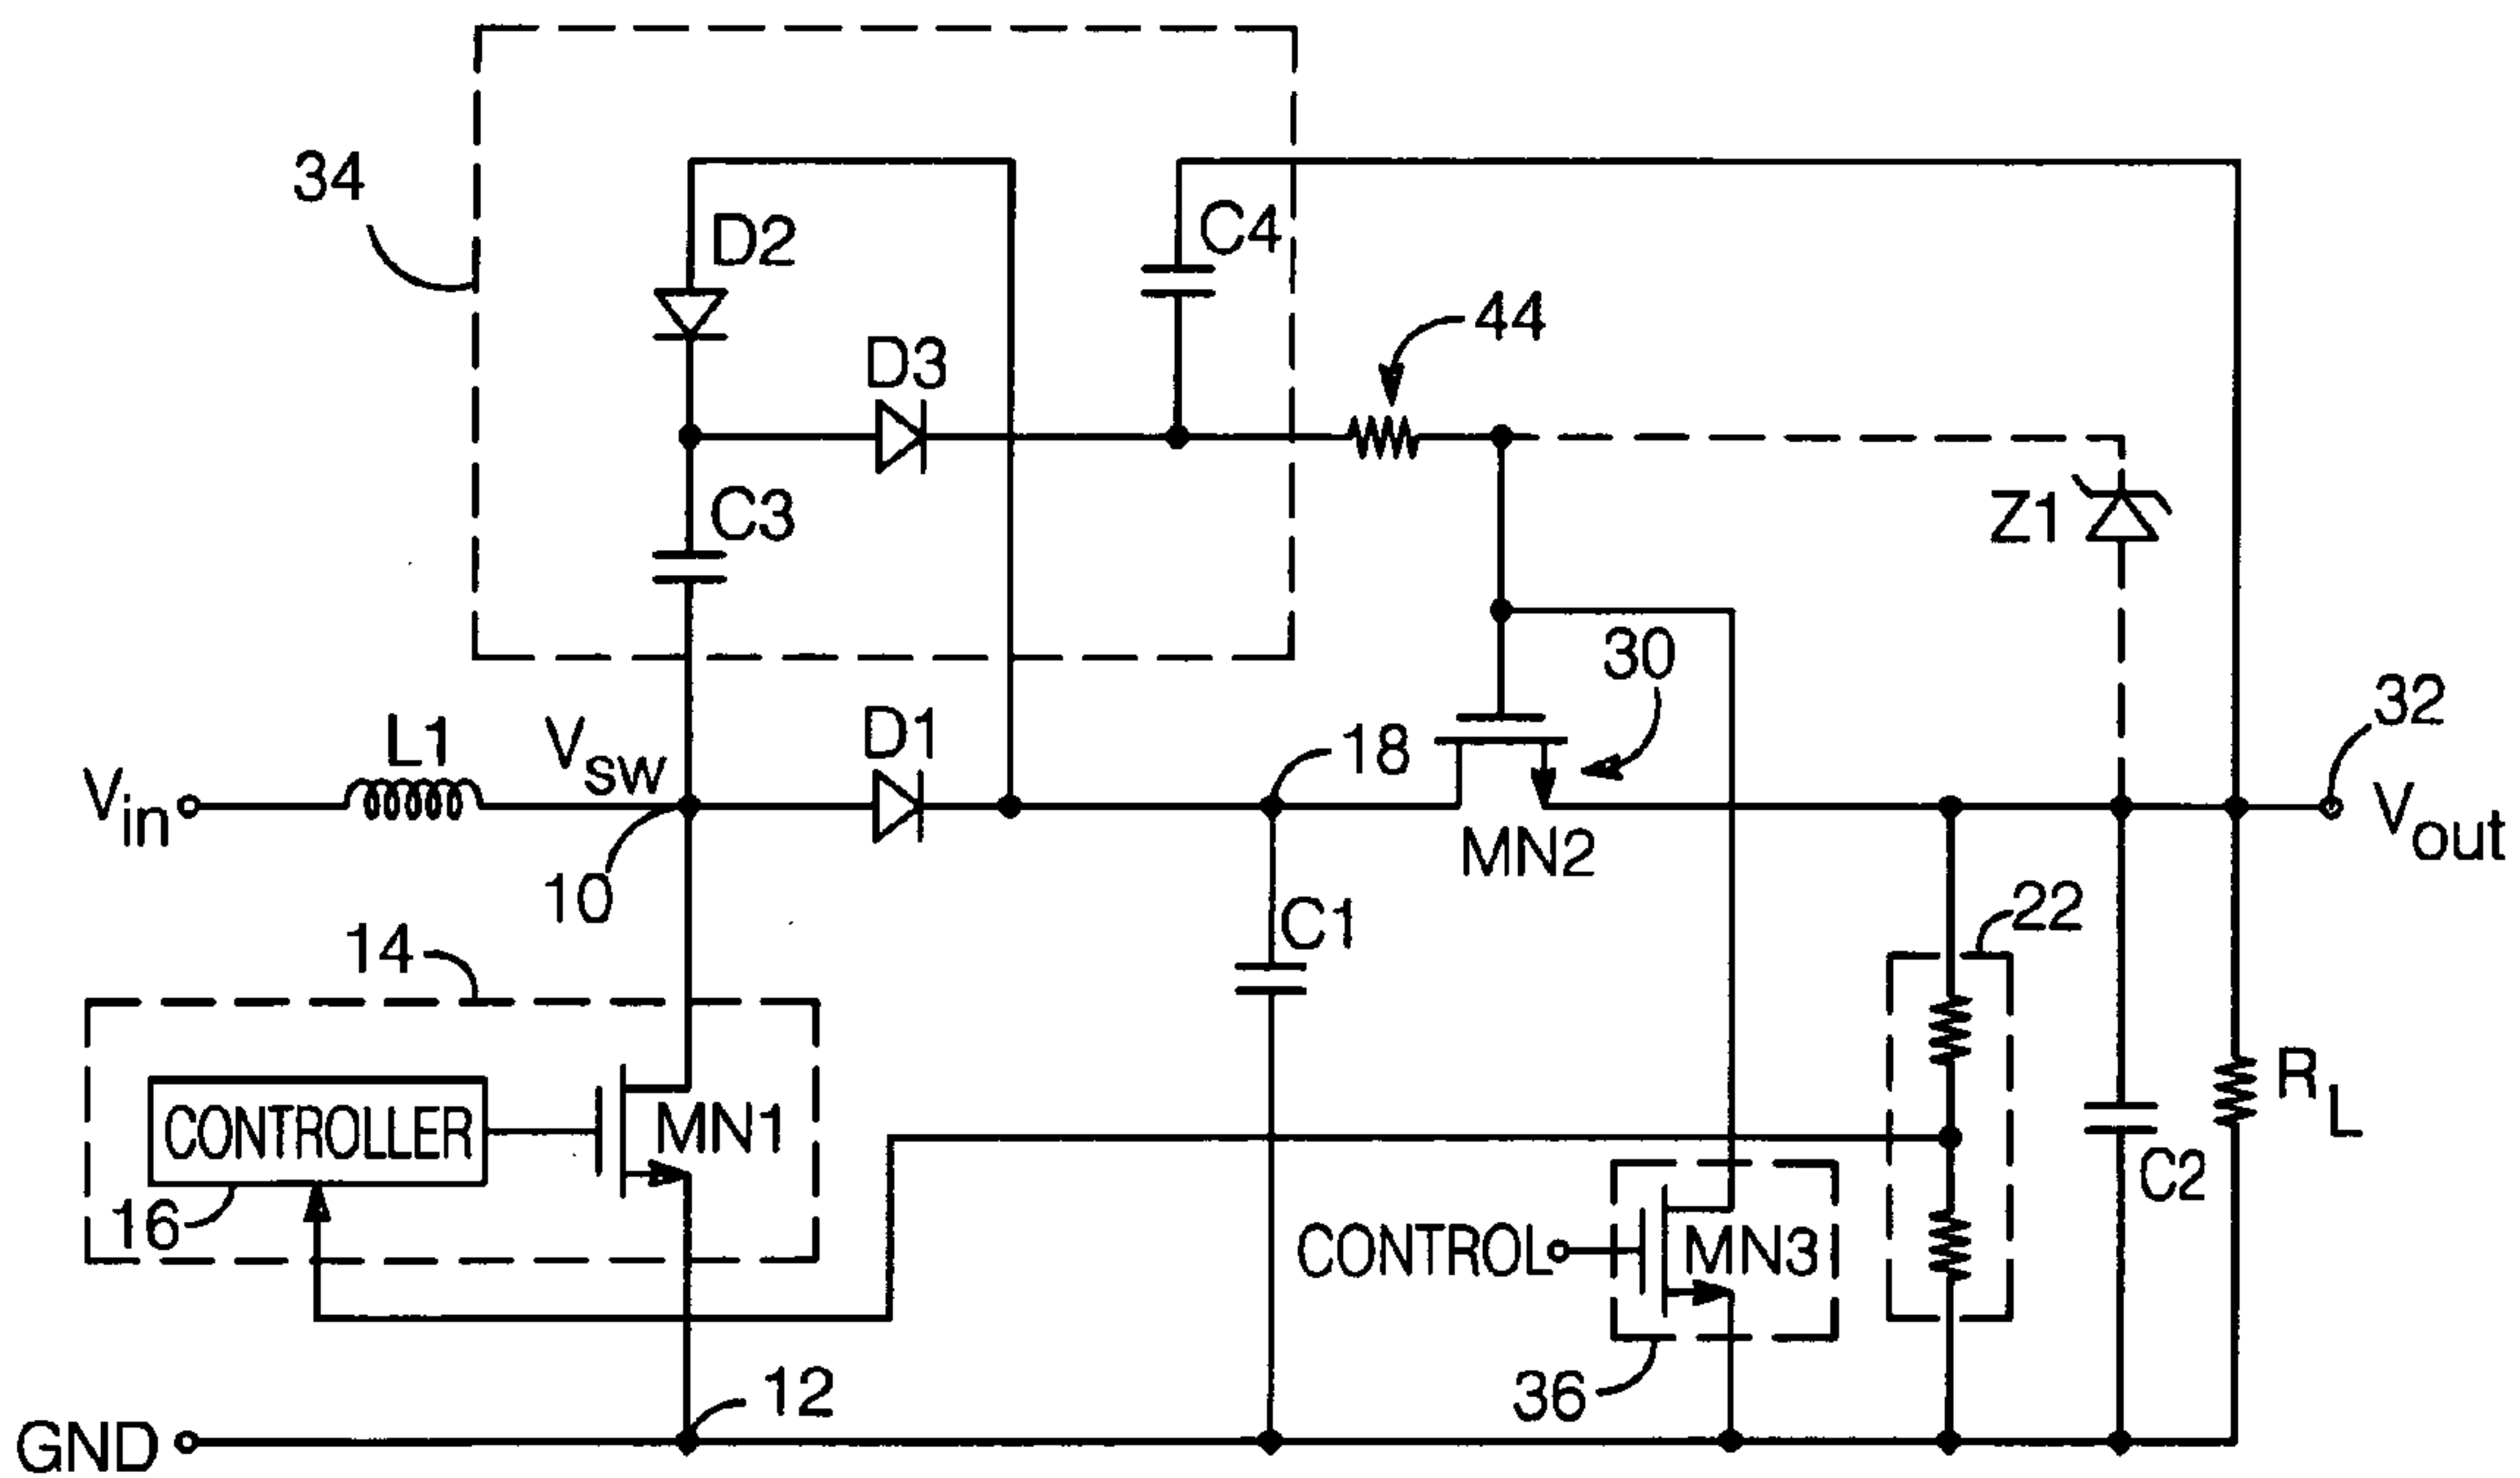 34
D2
C4
D3
44
C3
Z1
30
32
L1
Vsw
D1
18
Vin
Vout
MN2
10
C1
22
14
CONTROLLER
MN1
RL
C2
16
CONTROL
MN3
36
12
GND